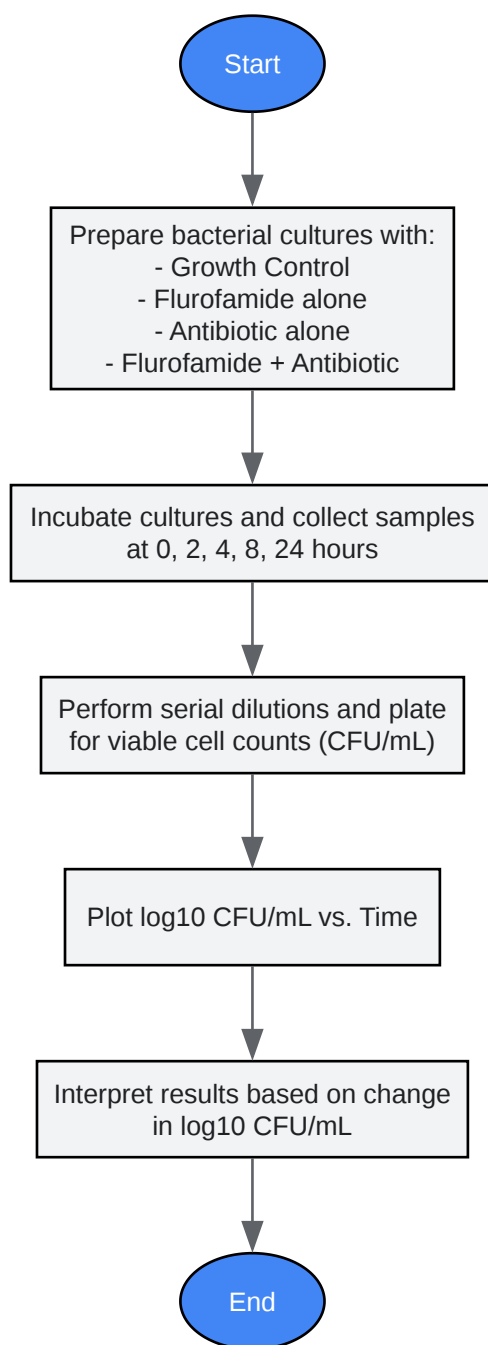 Start
Prepare bacterial cultures with:
- Growth Control
- Flurofamide alone
- Antibiotic alone
- Flurofamide + Antibiotic
Incubate cultures and collect samples
at 0, 2, 4, 8, 24 hours
Perform serial dilutions and plate
for viable cell counts (CFU/mL)
Plot log10 CFU/mL vs. Time
Interpret results based on change
in log10 CFU/mL
End